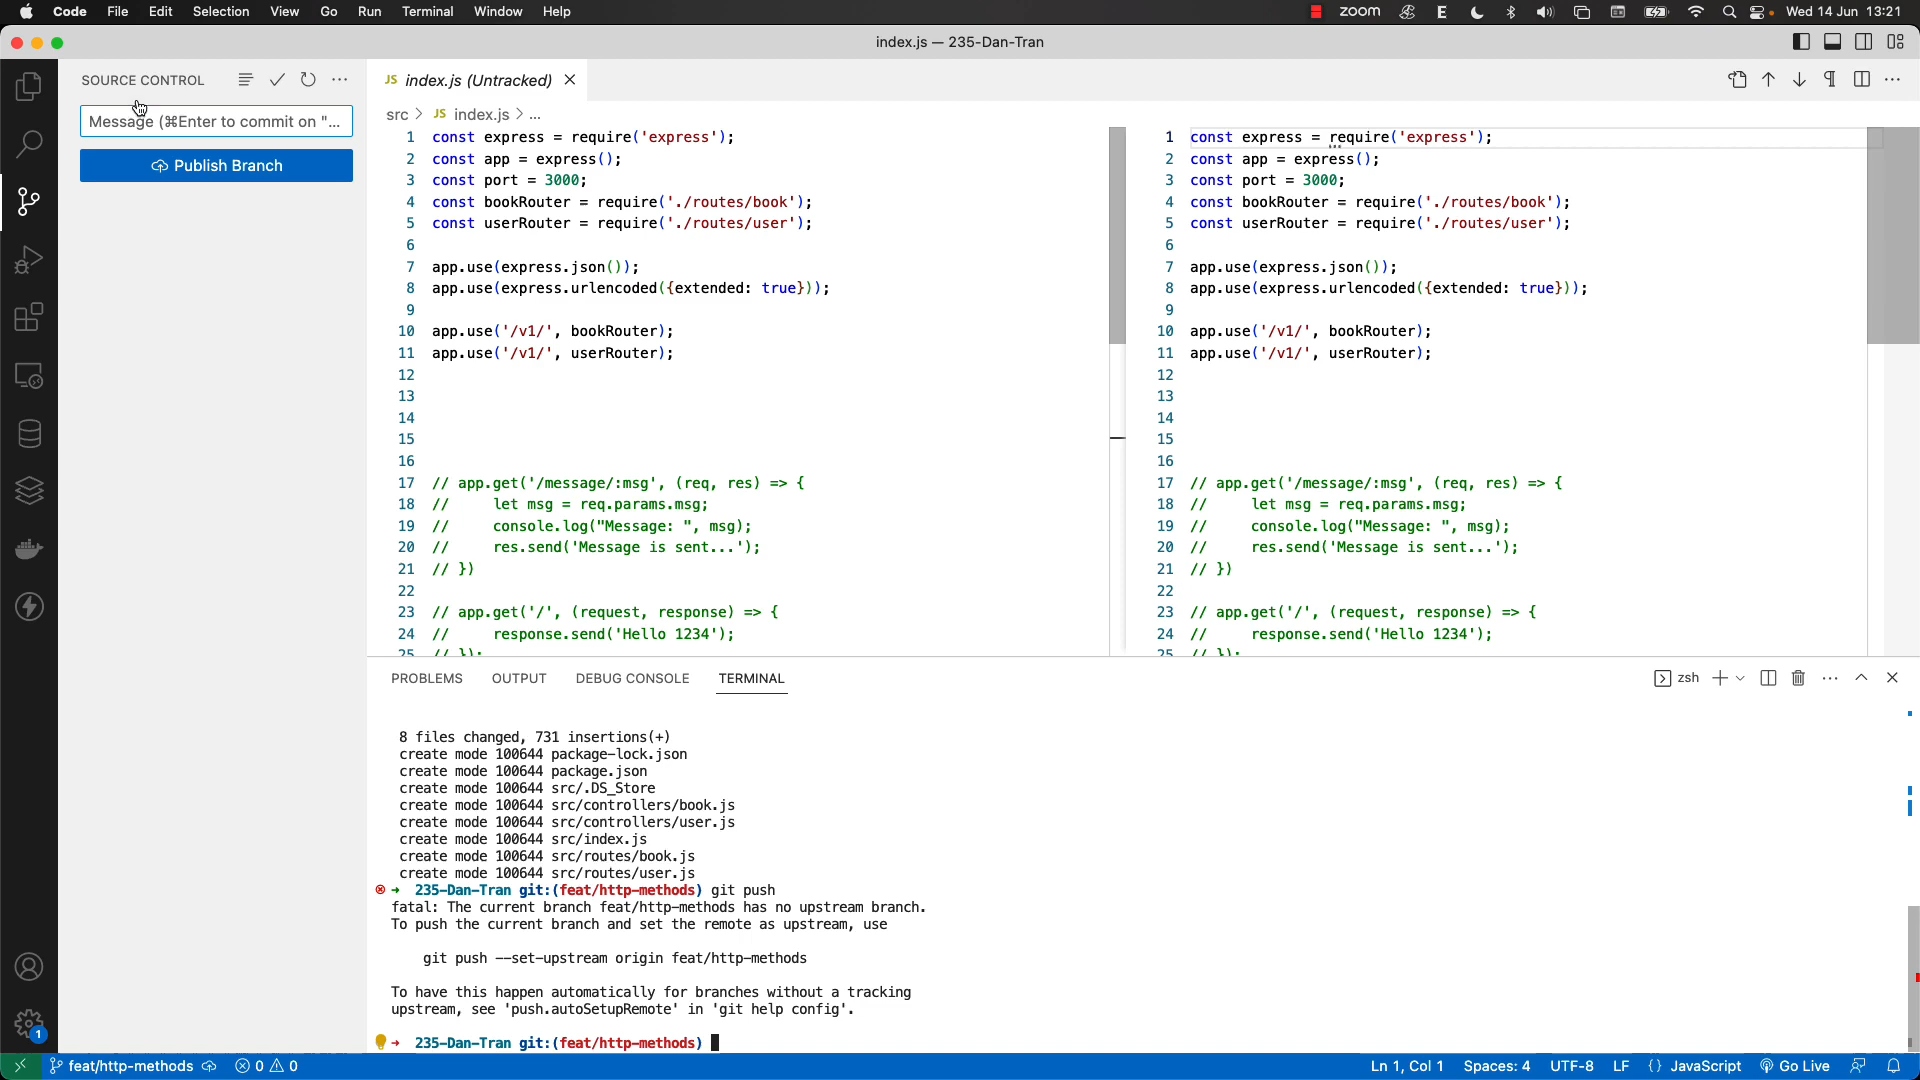 Code File Edit Selection View Go Run Terminal Window Help zoom E Wed 14 Jun 13:21
index.js — 235-Dan-Tran
SOURCE CONTROL
Message (⌘Enter to commit on "...
Publish Branch
JS index.js (Untracked)
src > JS index.js > ...
1 const express = require('express');
2 const app = express();
3 const port = 3000;
4 const bookRouter = require('./routes/book');
5 const userRouter = require('./routes/user');
6
7 app.use(express.json());
8 app.use(express.urlencoded({extended: true}));
9
10 app.use('/v1/', bookRouter);
11 app.use('/v1/', userRouter);
12
13
14
15
16
17 // app.get('/message/:msg', (req, res) => {
18 //     let msg = req.params.msg;
19 //     console.log("Message: ", msg);
20 //     res.send('Message is sent...');
21 // })
22
23 // app.get('/', (request, response) => {
24 //     response.send('Hello 1234');
25 // });
1 const express = require('express');
2 const app = express();
3 const port = 3000;
4 const bookRouter = require('./routes/book');
5 const userRouter = require('./routes/user');
6
7 app.use(express.json());
8 app.use(express.urlencoded({extended: true}));
9
10 app.use('/v1/', bookRouter);
11 app.use('/v1/', userRouter);
12
13
14
15
16
17 // app.get('/message/:msg', (req, res) => {
18 //     let msg = req.params.msg;
19 //     console.log("Message: ", msg);
20 //     res.send('Message is sent...');
21 // })
22
23 // app.get('/', (request, response) => {
24 //     response.send('Hello 1234');
25 // });
PROBLEMS OUTPUT DEBUG CONSOLE TERMINAL zsh
8 files changed, 731 insertions(+)
create mode 100644 package-lock.json
create mode 100644 package.json
create mode 100644 src/.DS_Store
create mode 100644 src/controllers/book.js
create mode 100644 src/controllers/user.js
create mode 100644 src/index.js
create mode 100644 src/routes/book.js
create mode 100644 src/routes/user.js
→ 235-Dan-Tran git:(feat/http-methods) git push
fatal: The current branch feat/http-methods has no upstream branch.
To push the current branch and set the remote as upstream, use
git push --set-upstream origin feat/http-methods
To have this happen automatically for branches without a tracking
upstream, see 'push.autoSetupRemote' in 'git help config'.
→ 235-Dan-Tran git:(feat/http-methods)
1
feat/http-methods 0 0 Ln 1, Col 1 Spaces: 4 UTF-8 LF {} JavaScript Go Live